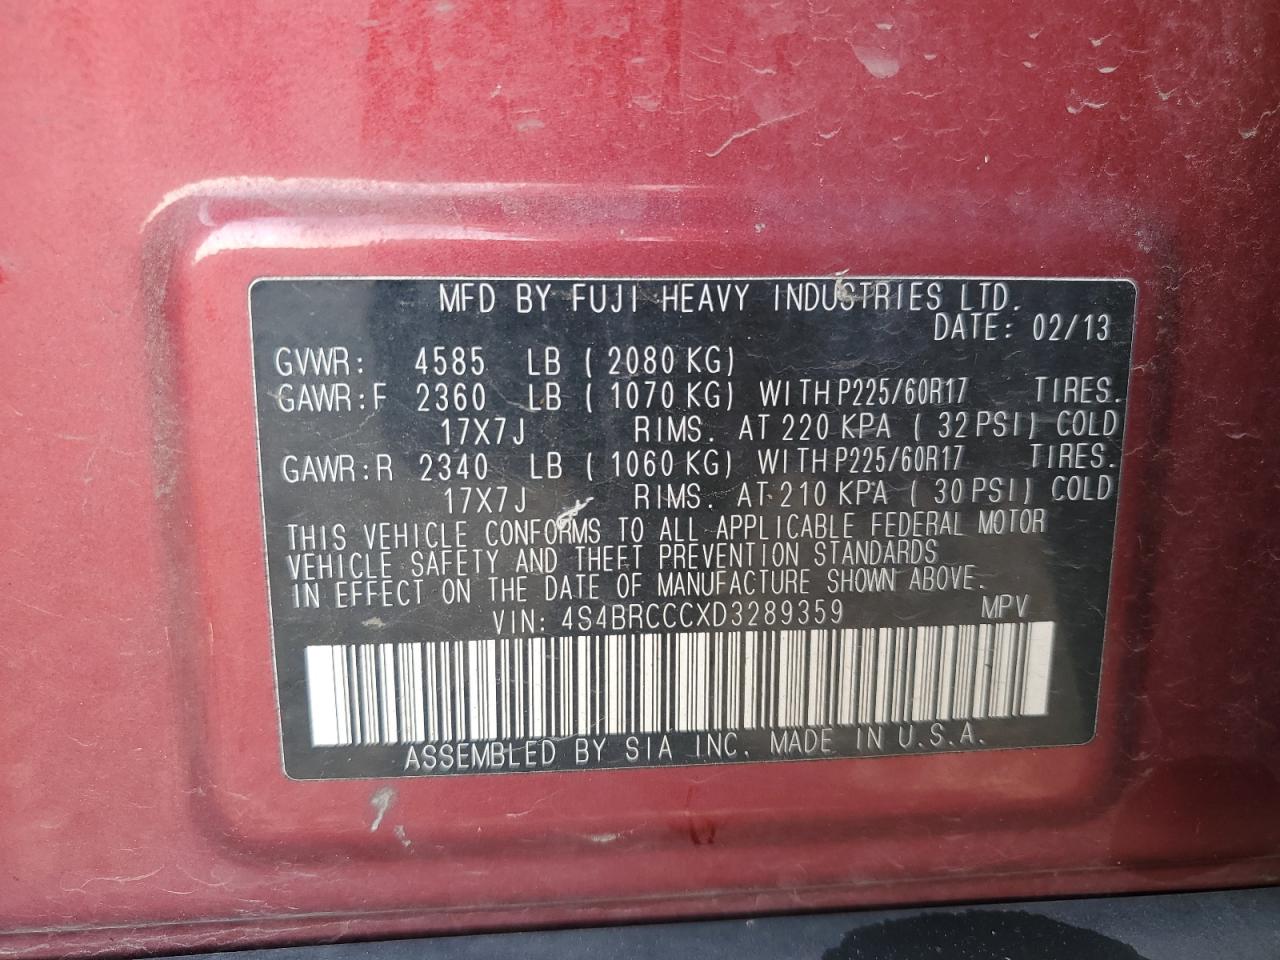 MFD BY FUJI HEAVY INDUSTRIES LTD.
DATE: 02/13
GVWR: 4585 LB ( 2080 KG)
GAWR:F 2360 LB ( 1070 KG) WITH P225/60R17 TIRES.
17X7J RIMS. AT 220 KPA ( 32 PSI) COLD
GAWR:R 2340 LB ( 1060 KG) WITH P225/60R17 TIRES.
17X7J RIMS. AT 210 KPA ( 30 PSI) COLD
THIS VEHICLE CONFORMS TO ALL APPLICABLE FEDERAL MOTOR
VEHICLE SAFETY AND THEFT PREVENTION STANDARDS
IN EFFECT ON THE DATE OF MANUFACTURE SHOWN ABOVE.
VIN: 4S4BRCCCXD3289359 MPV
ASSEMBLED BY SIA INC. MADE IN U.S.A.